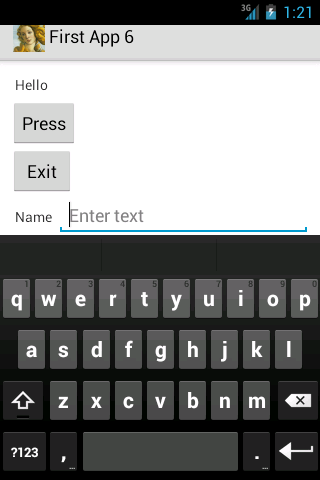 3G 1:21
First App 6
Hello
Press
Exit
Name Enter text
1 2 3 4 5 6 7 8 9 0
q w e r t y u i o p
a s d f g h j k l
z x c v b n m
?123 , ... . ...